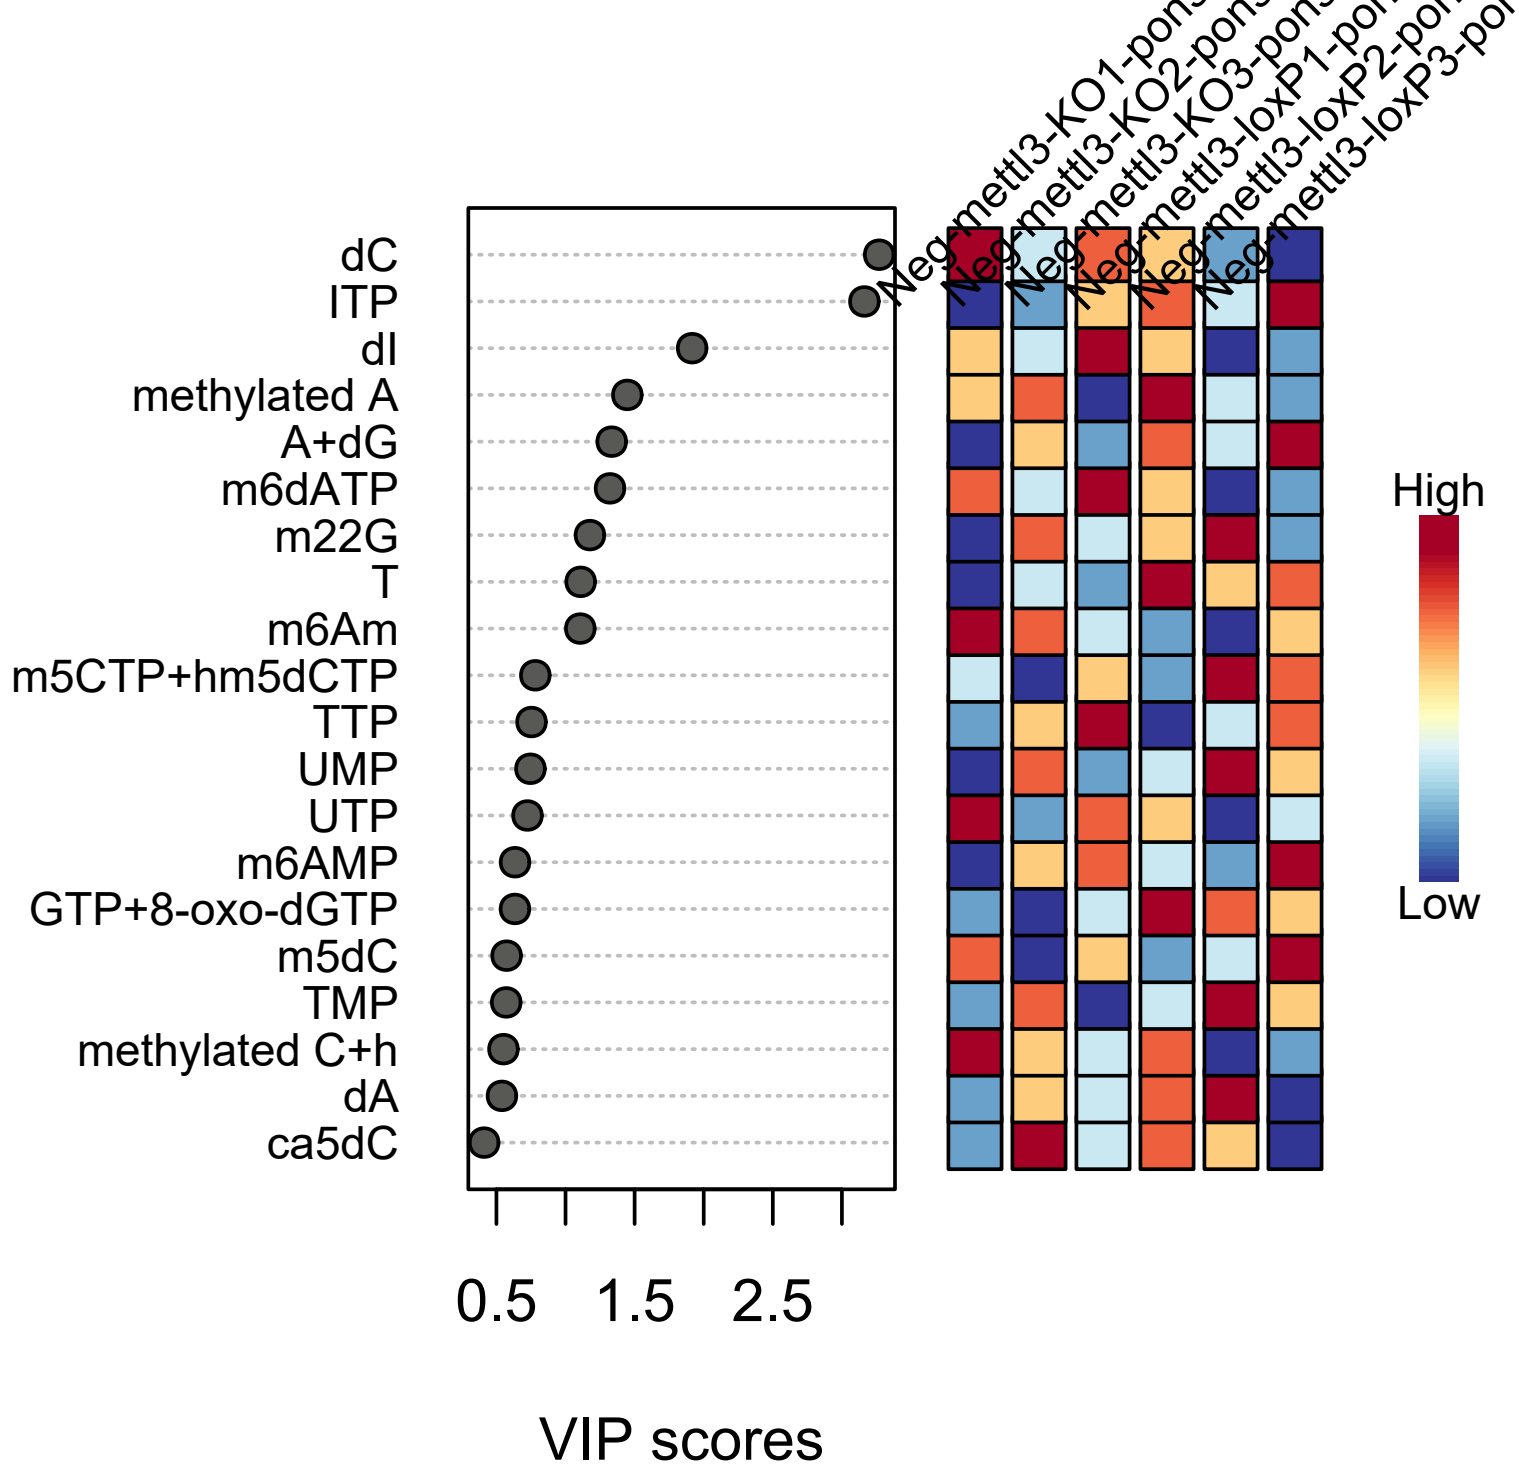 Neg-mettl3-KO1-pons
Neg-mettl3-KO2-pons
Neg-mettl3-KO3-pons
Neg-mettl3-loxP1-pon
Neg-mettl3-loxP2-pon
Neg-mettl3-loxP3-pon
dC
ITP
dI
methylated A
A+dG
m6dATP
m22G
T
m6Am
m5CTP+hm5dCTP
TTP
UMP
UTP
m6AMP
GTP+8-oxo-dGTP
m5dC
TMP
methylated C+h
dA
ca5dC
High
Low
0.5 1.5 2.5
VIP scores